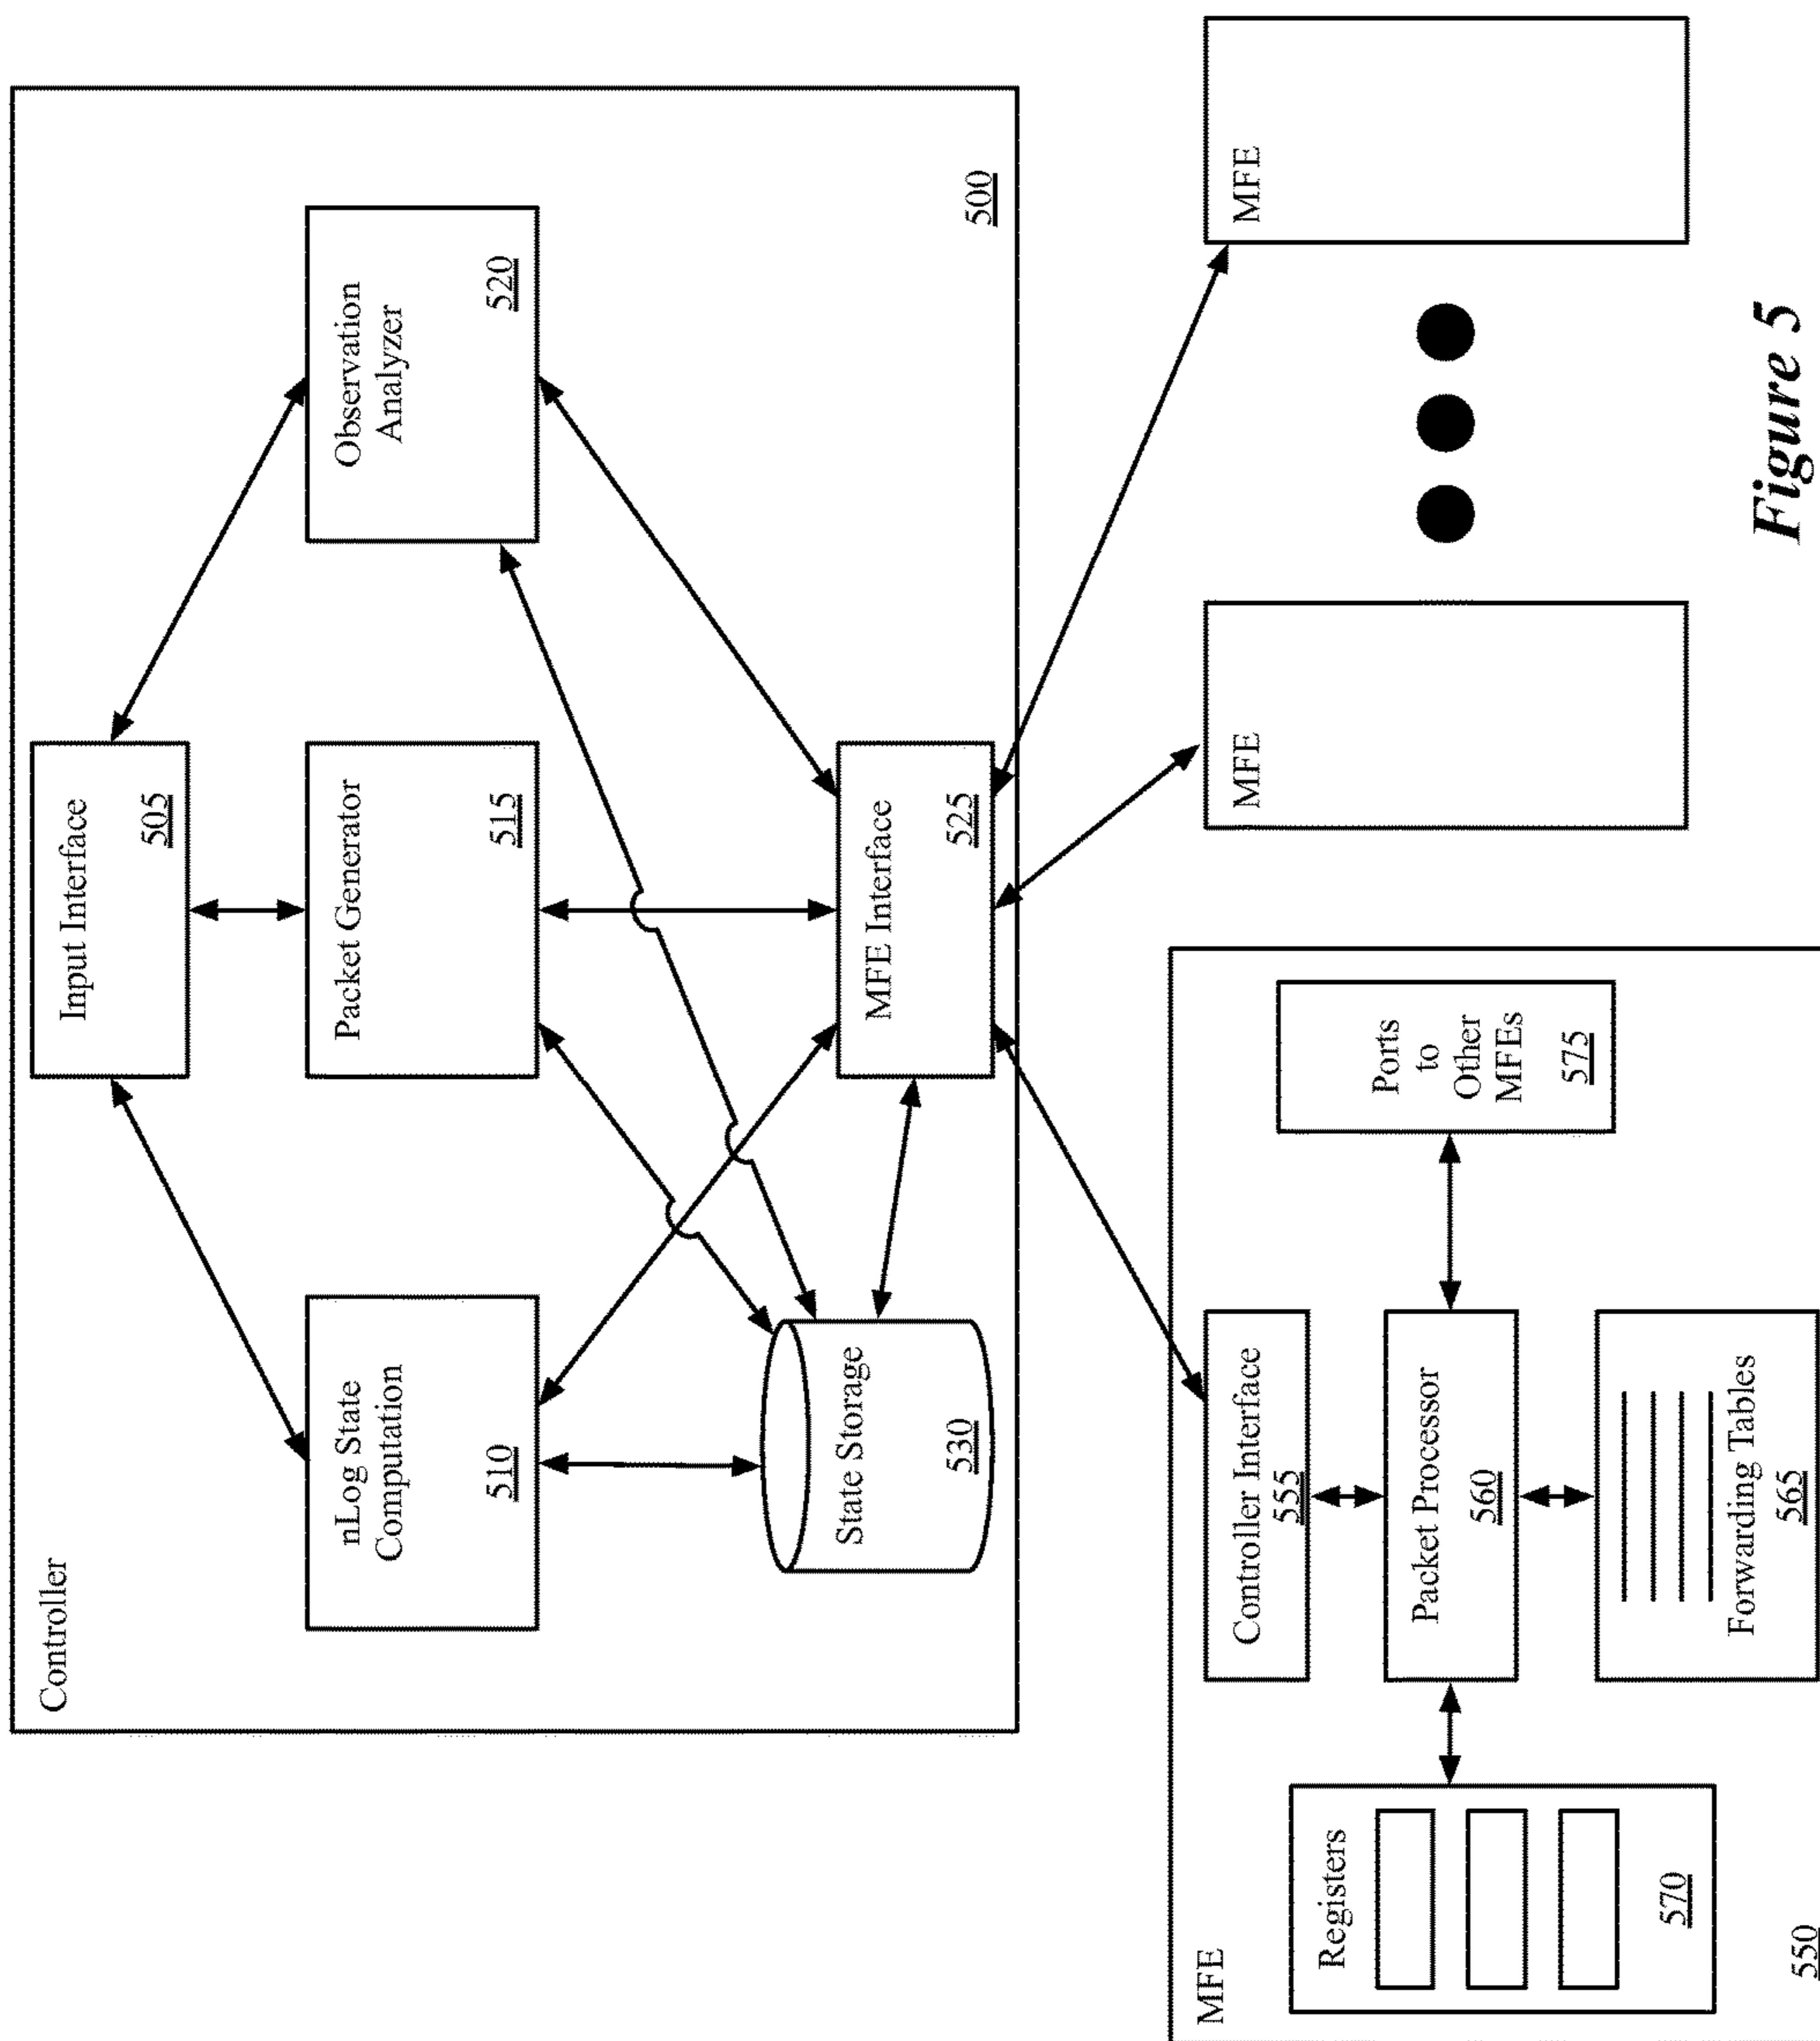 Controller
Input Interface
505
nLog State
Computation
510
Packet Generator
515
Observation
Analyzer
520
State Storage
530
MFE Interface
525
500
MFE
Registers
570
Controller Interface
555
Packet Processor
560
Forwarding Tables
565
Ports
to
Other
MFEs
575
550
MFE
MFE
Figure 5